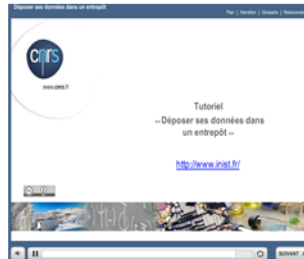 Déposer ses données dans un entrepôt
Plan | Narration | Glossaire | Ressources
cnrs
www.cnrs.fr
Tutoriel
«Déposer ses données dans
un entrepôt »
http://www.inist.fr/
SUIVANT